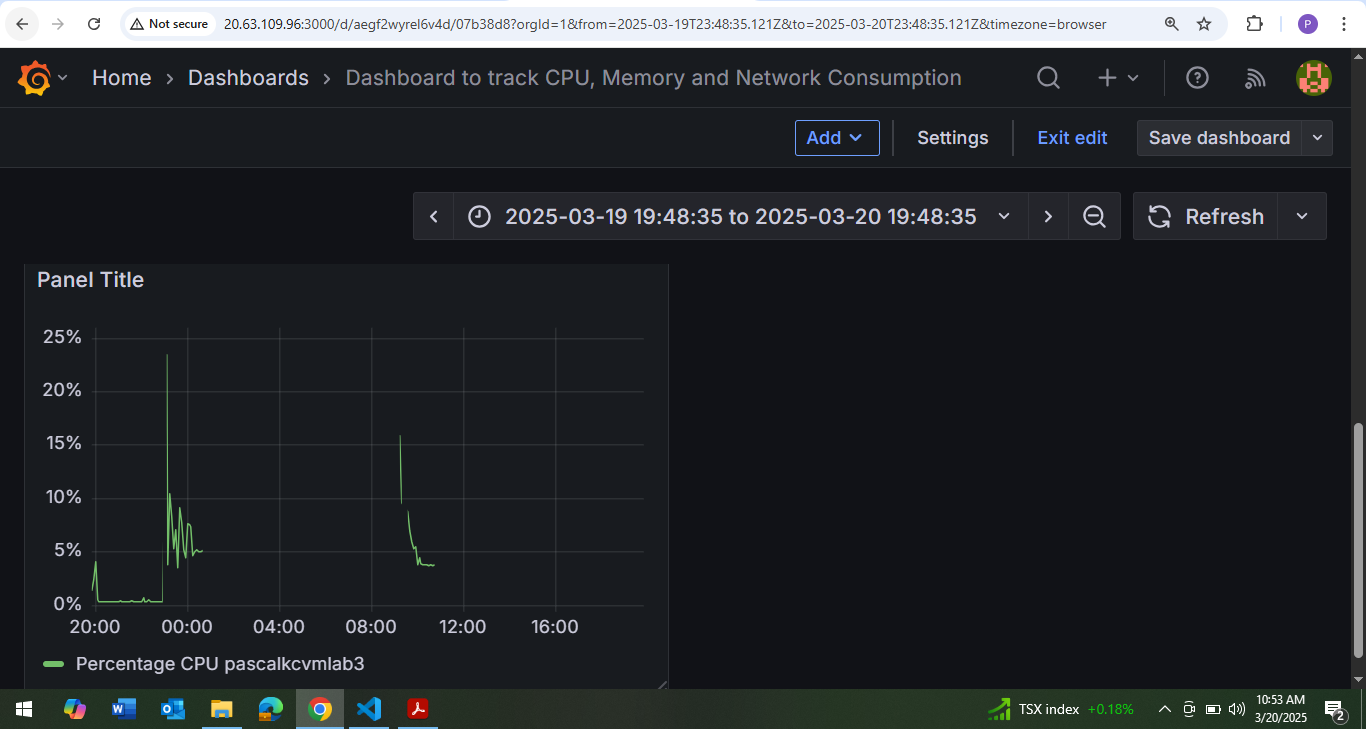 Not secure 20.63.109.96:3000/d/aegf2wyrel6v4d/07b38d8?orgId=1&from=2025-03-19T23:48:35.121Z&to=2025-03-20T23:48:35.121Z&timezone=browser
P
Home › Dashboards › Dashboard to track CPU, Memory and Network Consumption
Add Settings Exit edit Save dashboard
2025-03-19 19:48:35 to 2025-03-20 19:48:35 Refresh
Panel Title
25%
20%
15%
10%
5%
0%
20:00 00:00 04:00 08:00 12:00 16:00
Percentage CPU pascalkcvmlab3
TSX index +0.18%
10:53 AM
3/20/2025
2